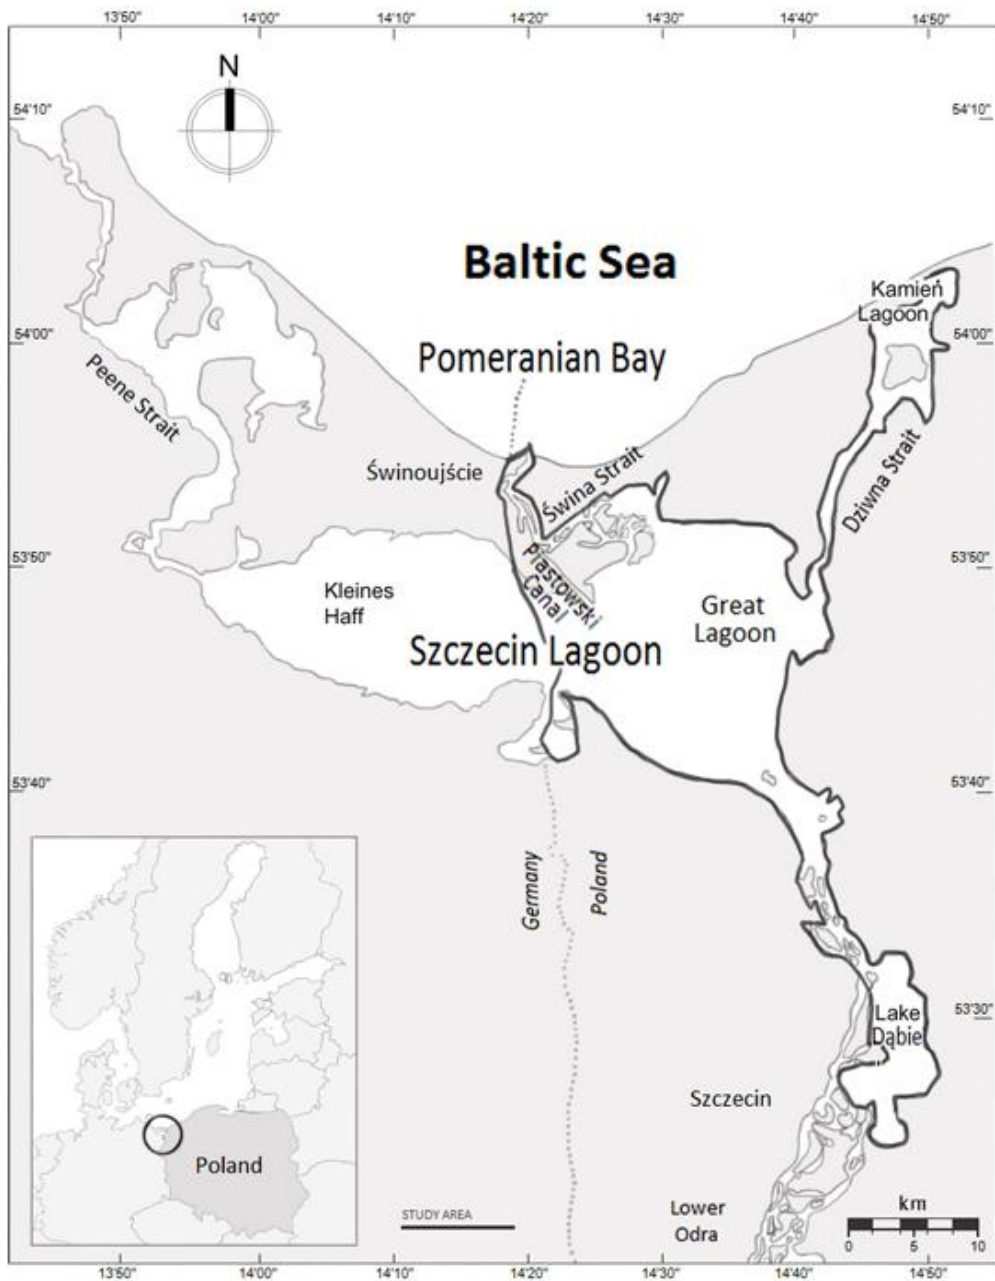 13'50"
14'00"
14'10"
14'20"
14'30"
14'40"
14'50"
N
54'10"
54'10"
Baltic Sea
Kamień
Lagoon
54'00"
54'00"
Pomeranian Bay
Peene Strait
Świnoujście
Świna Strait
Dziwna Strait
53'50"
53'50"
Piastowski
Canal
Kleines
Haff
Great
Lagoon
Szczecin Lagoon
53'40"
53'40"
Germany
Poland
53'30"
Lake
Dąbie
Szczecin
Poland
STUDY AREA
Lower
Odra
km
0 5 10
13'50"
14'00"
14'10"
14'20"
14'30"
14'40"
14'50"